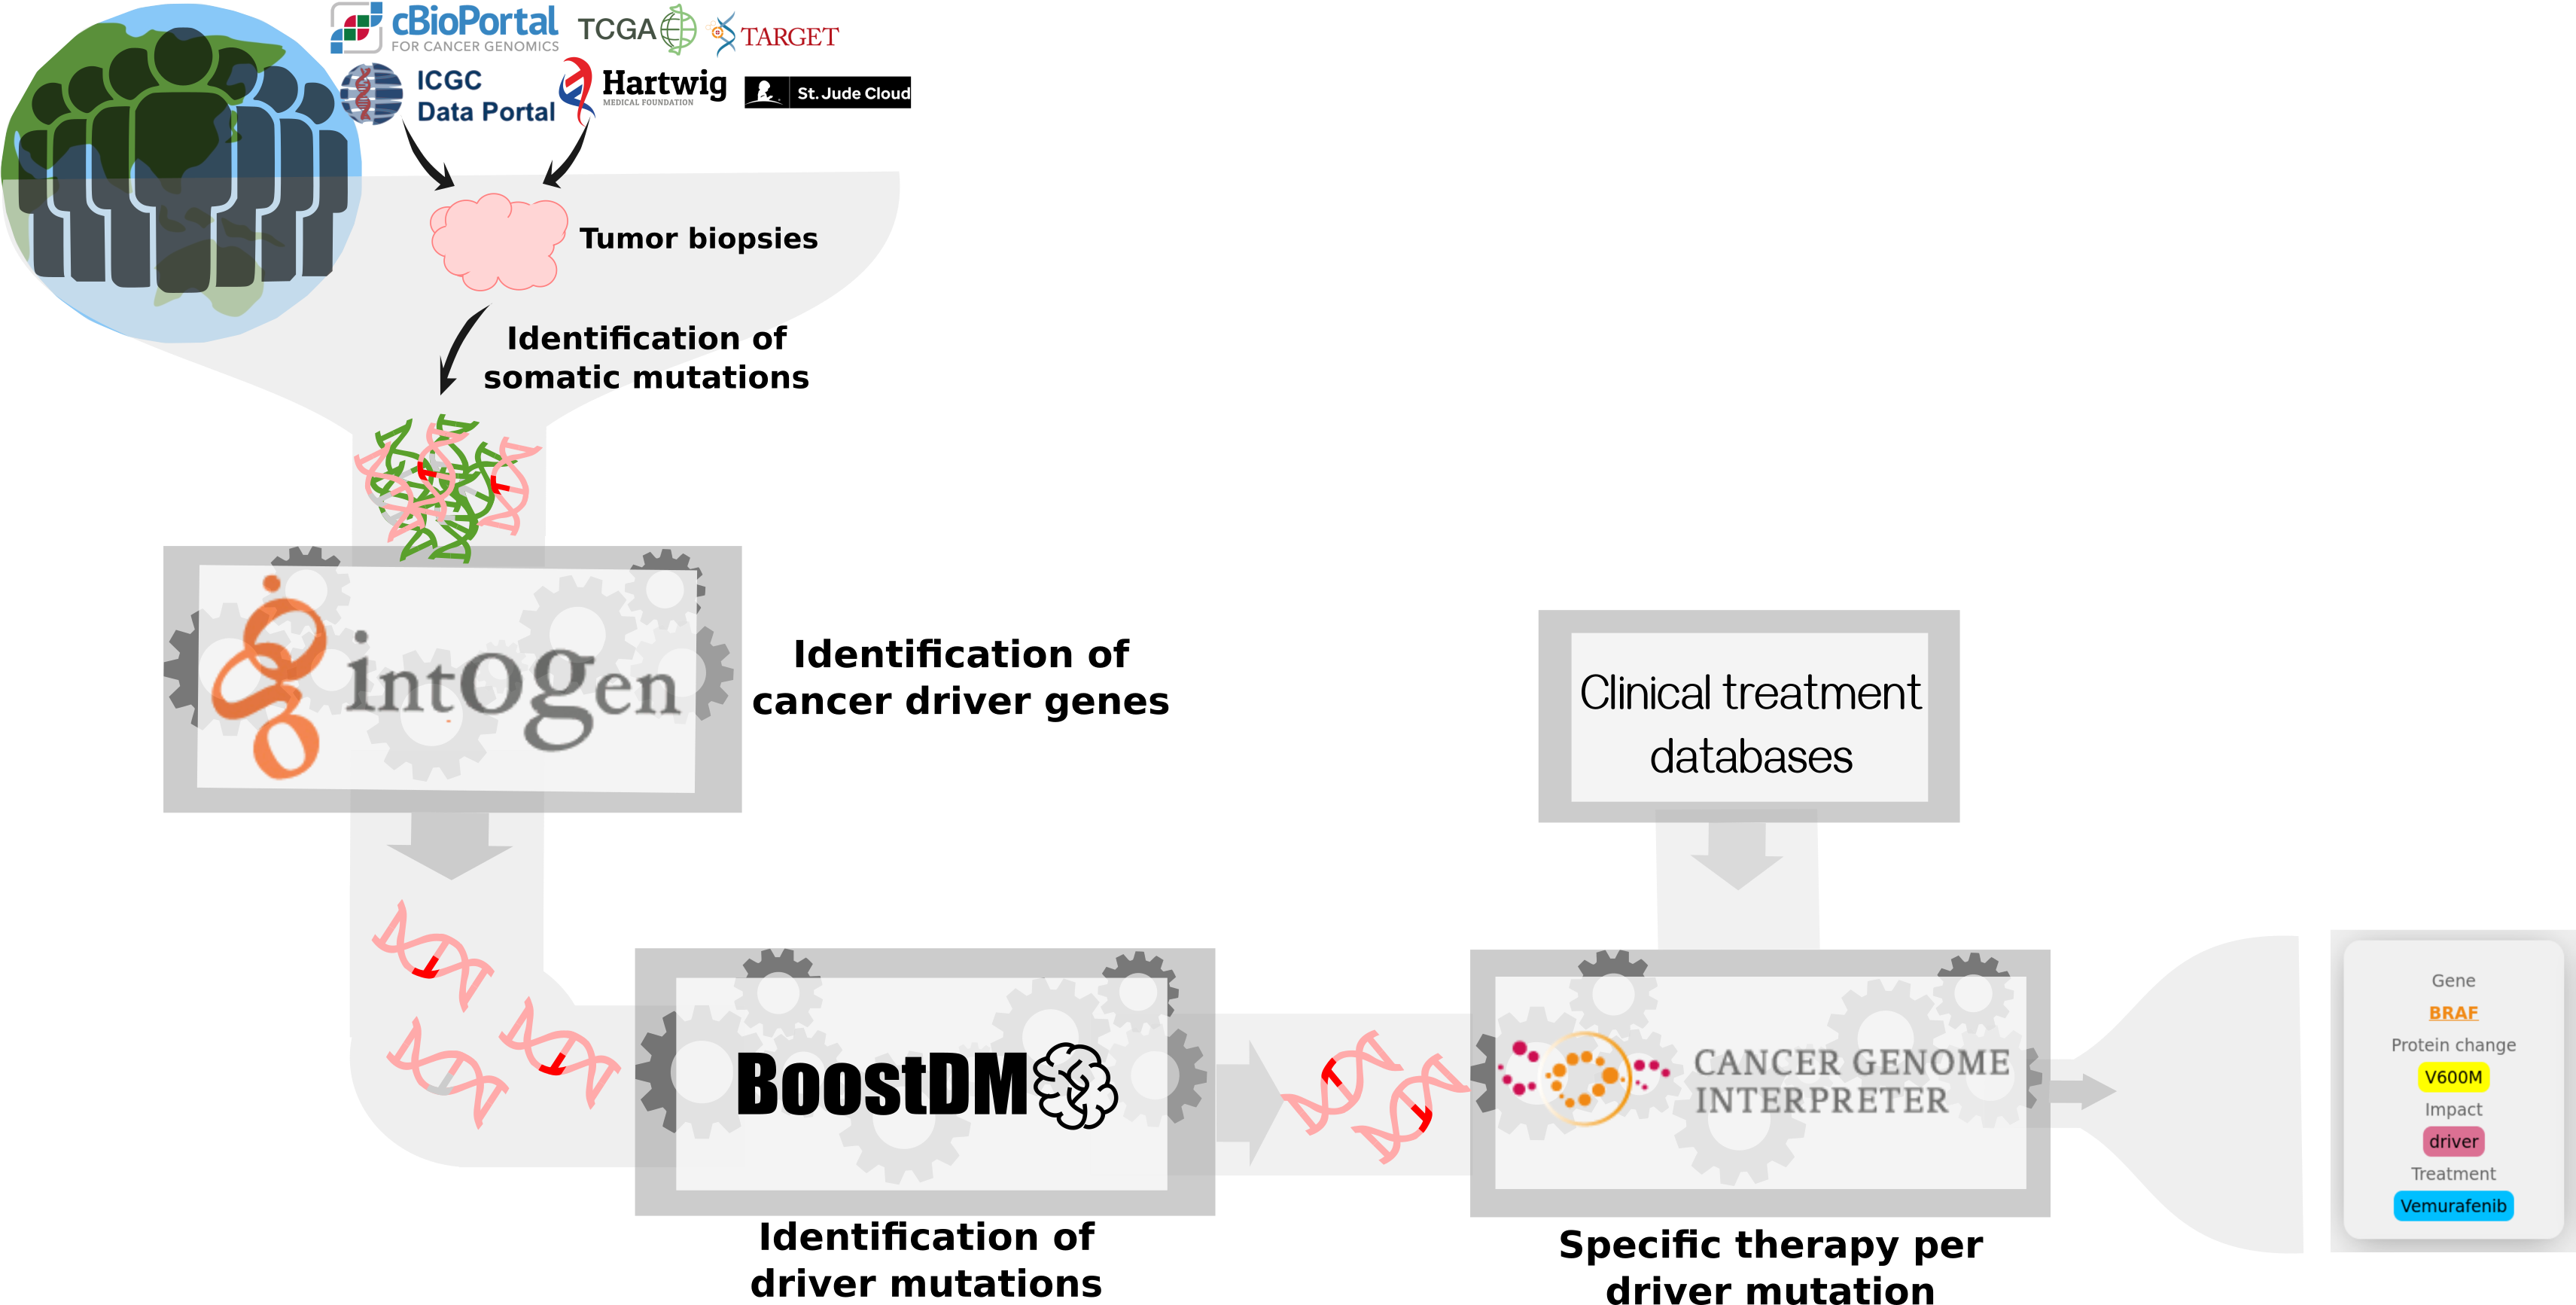 cBioPortal
FOR CANCER GENOMICS
TCGA
TARGET
ICGC
Data Portal
Hartwig
MEDICAL FOUNDATION
St. Jude Cloud
Tumor biopsies
Identification of
somatic mutations
intogen
Identification of
cancer driver genes
Clinical treatment
databases
BoostDM
Identification of
driver mutations
CANCER GENOME
INTERPRETER
Specific therapy per
driver mutation
Gene
BRAF
Protein change
V600M
Impact
driver
Treatment
Vemurafenib